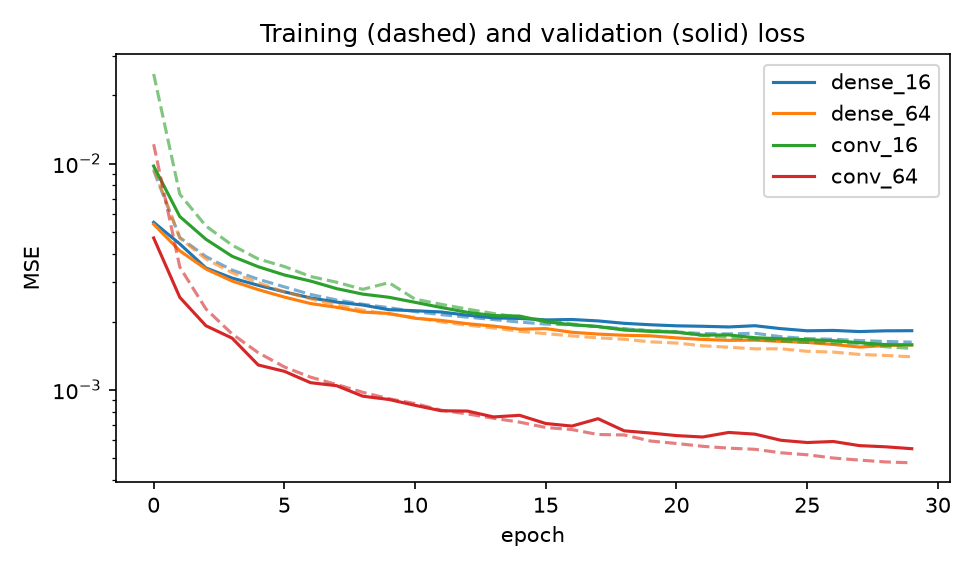 Training (dashed) and validation (solid) loss
dense_16
dense_64
conv_16
conv_64
MSE
10⁻²
10⁻³
0 5 10 15 20 25 30
epoch